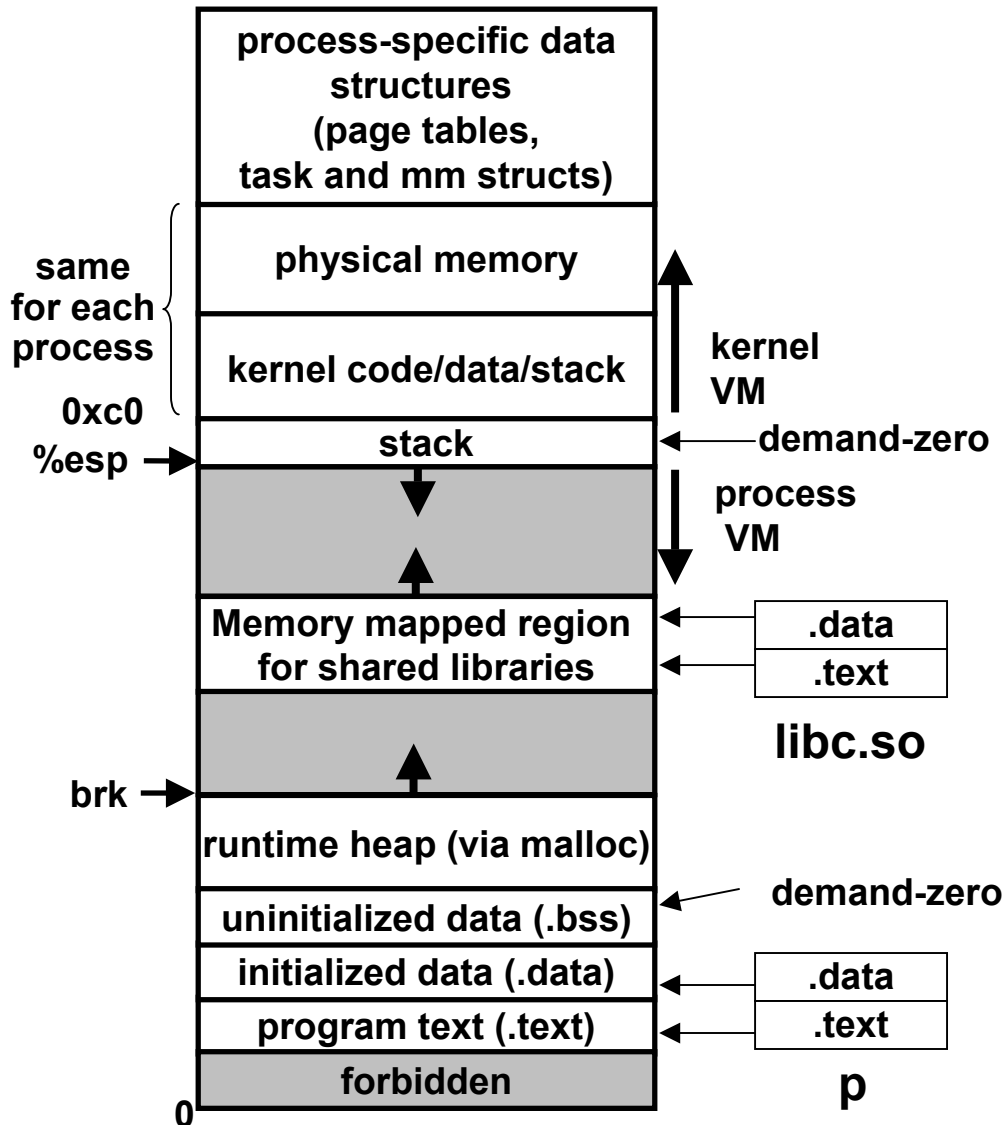 process-specific data
structures
(page tables,
task and mm structs)
same
for each
process
physical memory
kernel code/data/stack
kernel
VM
0xc0
%esp
stack
demand-zero
process
VM
Memory mapped region
for shared libraries
.data
.text
libc.so
brk
runtime heap (via malloc)
uninitialized data (.bss)
demand-zero
initialized data (.data)
program text (.text)
.data
.text
forbidden
p
0